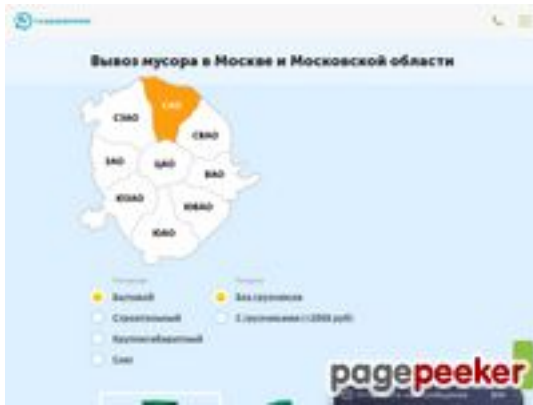 Вывоз мусора в Москве и Московской области
САО
СЗАО
СВАО
ЗАО
ЦАО
ВАО
ЮЗАО
ЮВАО
ЮАО
Бытовой
Без грузчиков
Строительный
Крупногабаритный
Снег
pagepeeker